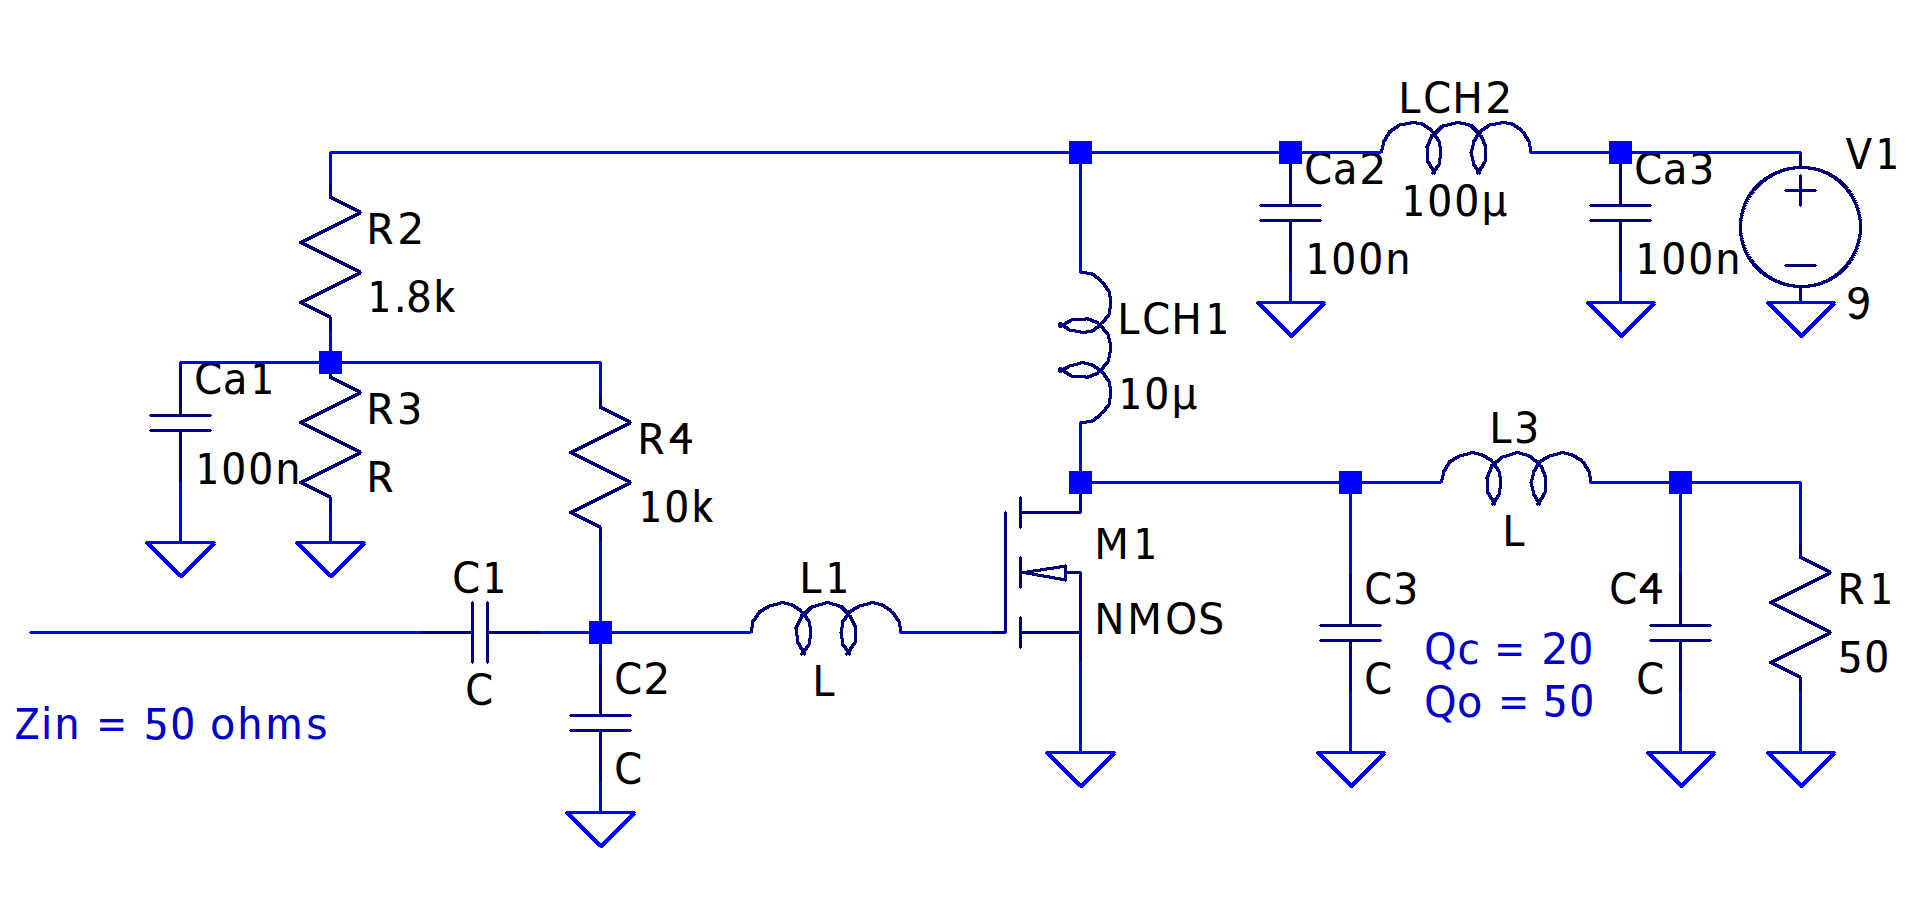 LCH2
Ca2
100µ
Ca3
V1
100n
100n
9
R2
1.8k
LCH1
10µ
Ca1
R3
100n
R
R4
10k
L3
L
M1
NMOS
C1
C
L1
L
C2
C
C3
C
Qc = 20
Qo = 50
C4
C
R1
50
Zin = 50 ohms